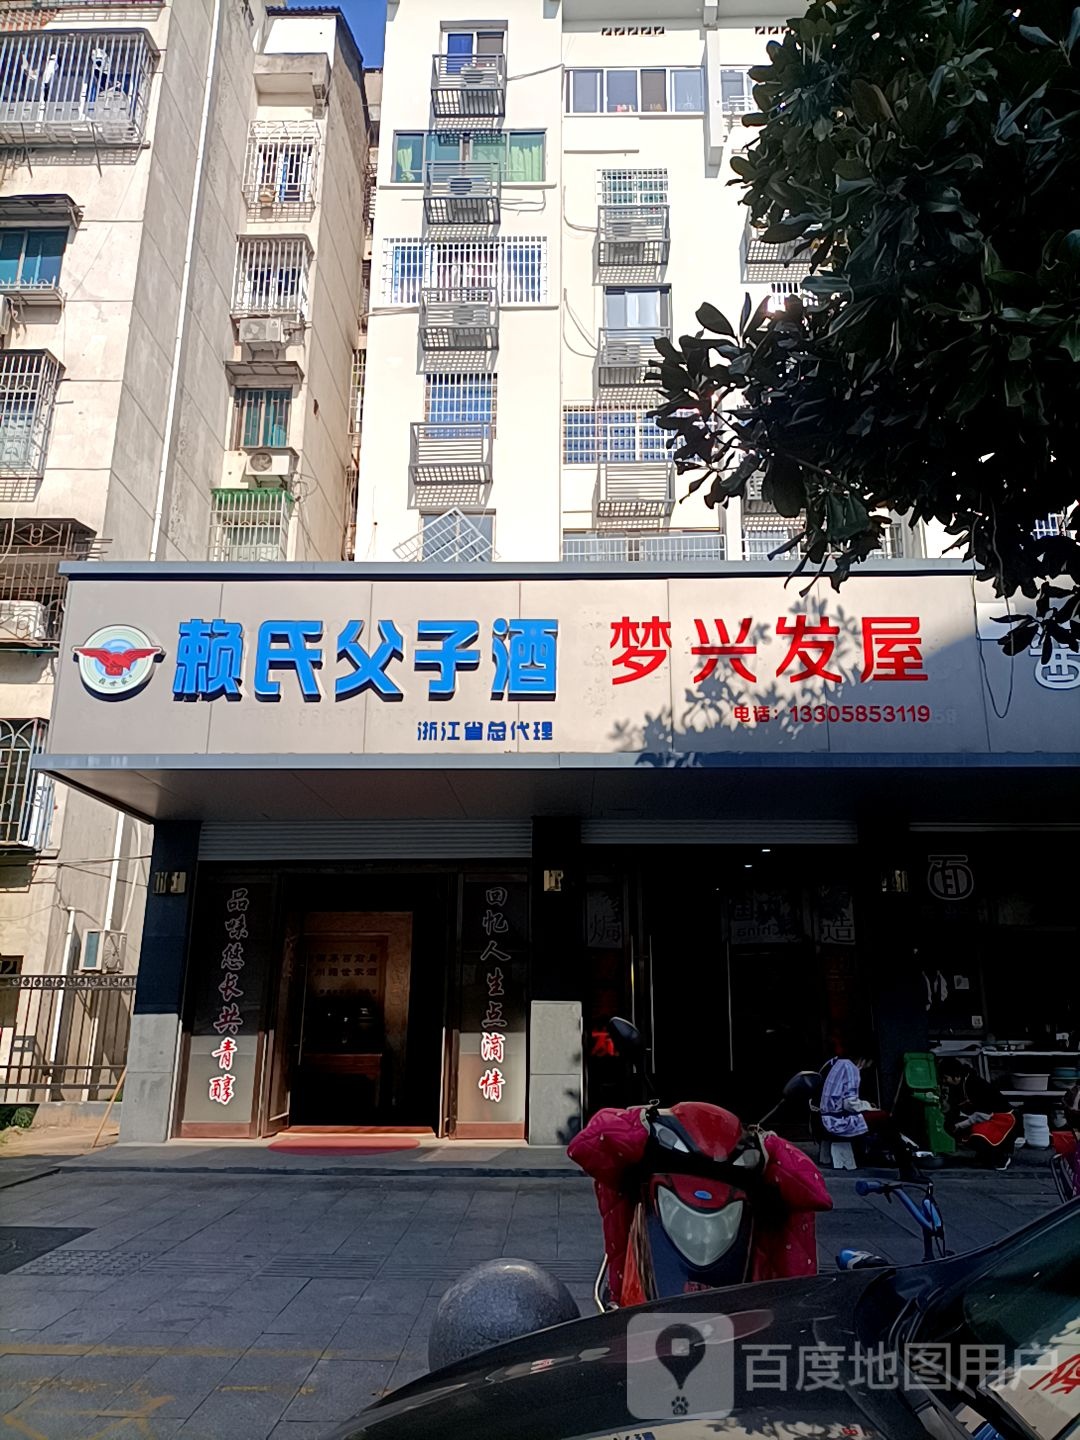 赖氏父子酒
梦兴发屋
浙江省总代理
电话：13305853119
品味悠长共青醇
回忆人生点滴情
面
百度地图用户